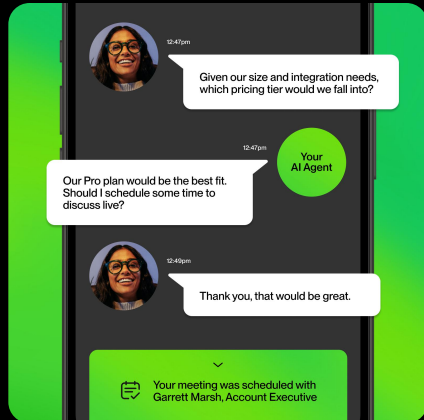 12:47pm
Given our size and integration needs,
which pricing tier would we fall into?
12:47pm
Your
AI Agent
Our Pro plan would be the best fit.
Should I schedule some time to
discuss live?
12:49pm
Thank you, that would be great.
Your meeting was scheduled with
Garrett Marsh, Account Executive